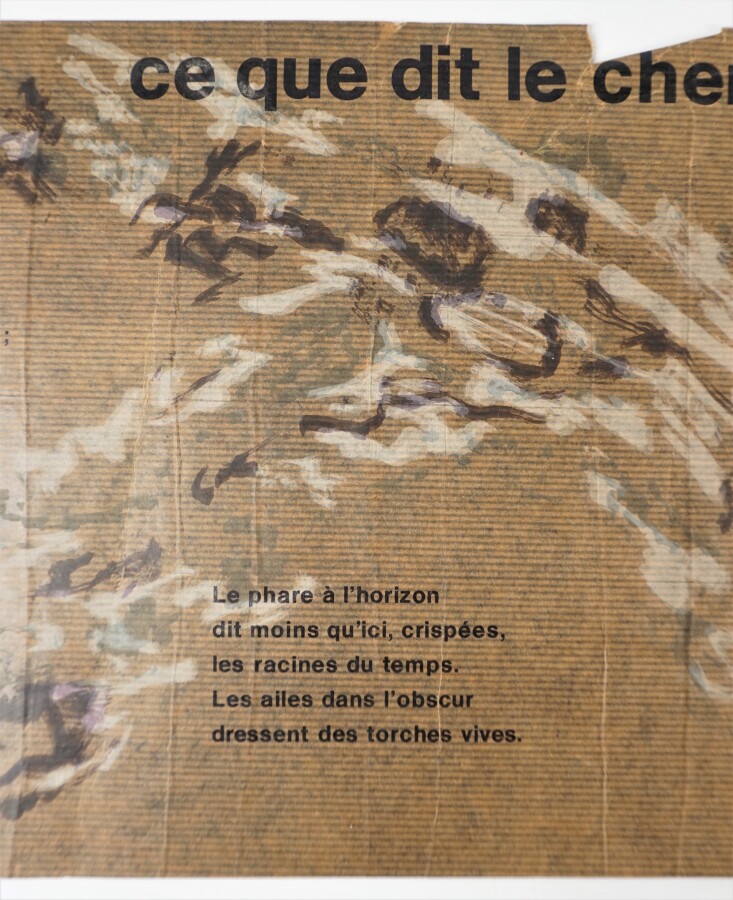 ce que dit le
Le phare à l'horizon
dit moins qu'ici, crispées,
les racines du temps.
Les ailes dans l'obscur
dressent des torches vives.